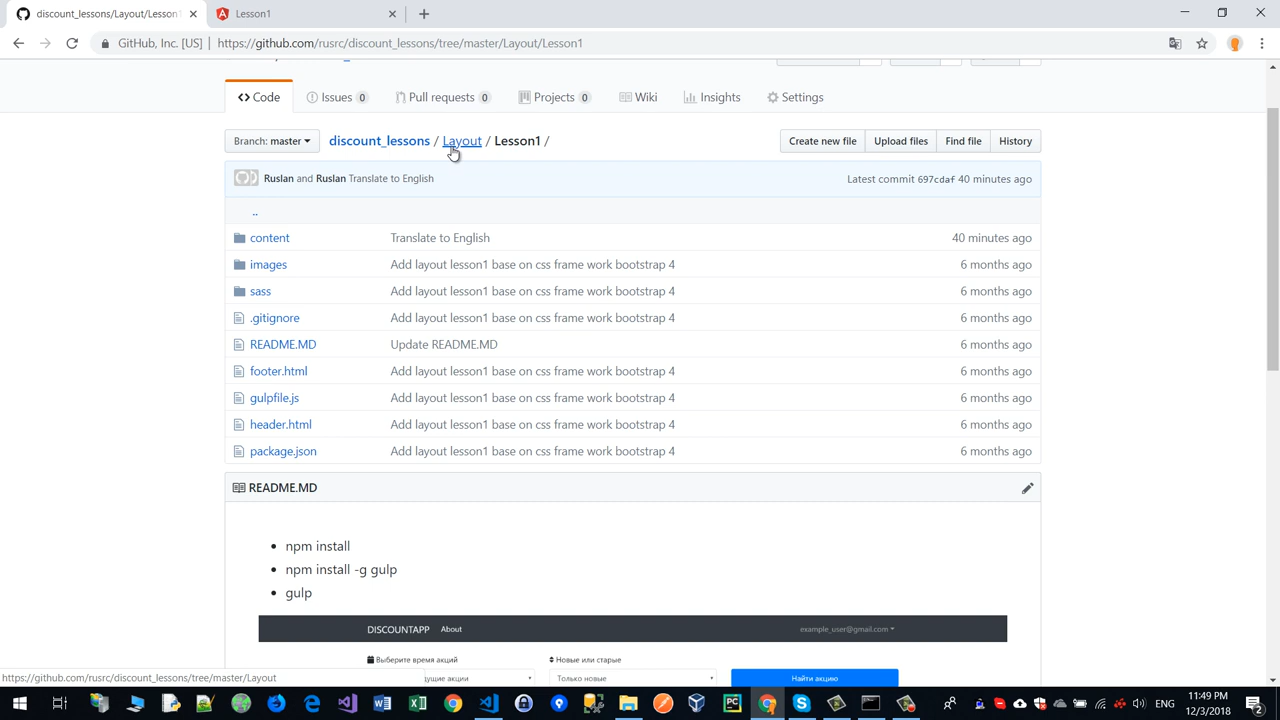 discount_lessons/Layout/Lesson1
Lesson1
GitHub, Inc. [US]
https://github.com/rusrc/discount_lessons/tree/master/Layout/Lesson1
Code
Issues 0
Pull requests 0
Projects 0
Wiki
Insights
Settings
Branch: master
discount_lessons / Layout / Lesson1 /
Create new file
Upload files
Find file
History
Ruslan and Ruslan Translate to English
Latest commit 697cdaf 40 minutes ago
..
content Translate to English 40 minutes ago
images Add layout lesson1 base on css frame work bootstrap 4 6 months ago
sass Add layout lesson1 base on css frame work bootstrap 4 6 months ago
.gitignore Add layout lesson1 base on css frame work bootstrap 4 6 months ago
README.MD Update README.MD 6 months ago
footer.html Add layout lesson1 base on css frame work bootstrap 4 6 months ago
gulpfile.js Add layout lesson1 base on css frame work bootstrap 4 6 months ago
header.html Add layout lesson1 base on css frame work bootstrap 4 6 months ago
package.json Add layout lesson1 base on css frame work bootstrap 4 6 months ago
README.MD
npm install
npm install -g gulp
gulp
DISCOUNTAPP About example_user@gmail.com
Выберите время акций
Новые или старые
https://github.com/rusrc/discount_lessons/tree/master/Layout
акции
Только новые
Найти акцию
ENG
11:49 PM
12/3/2018
2